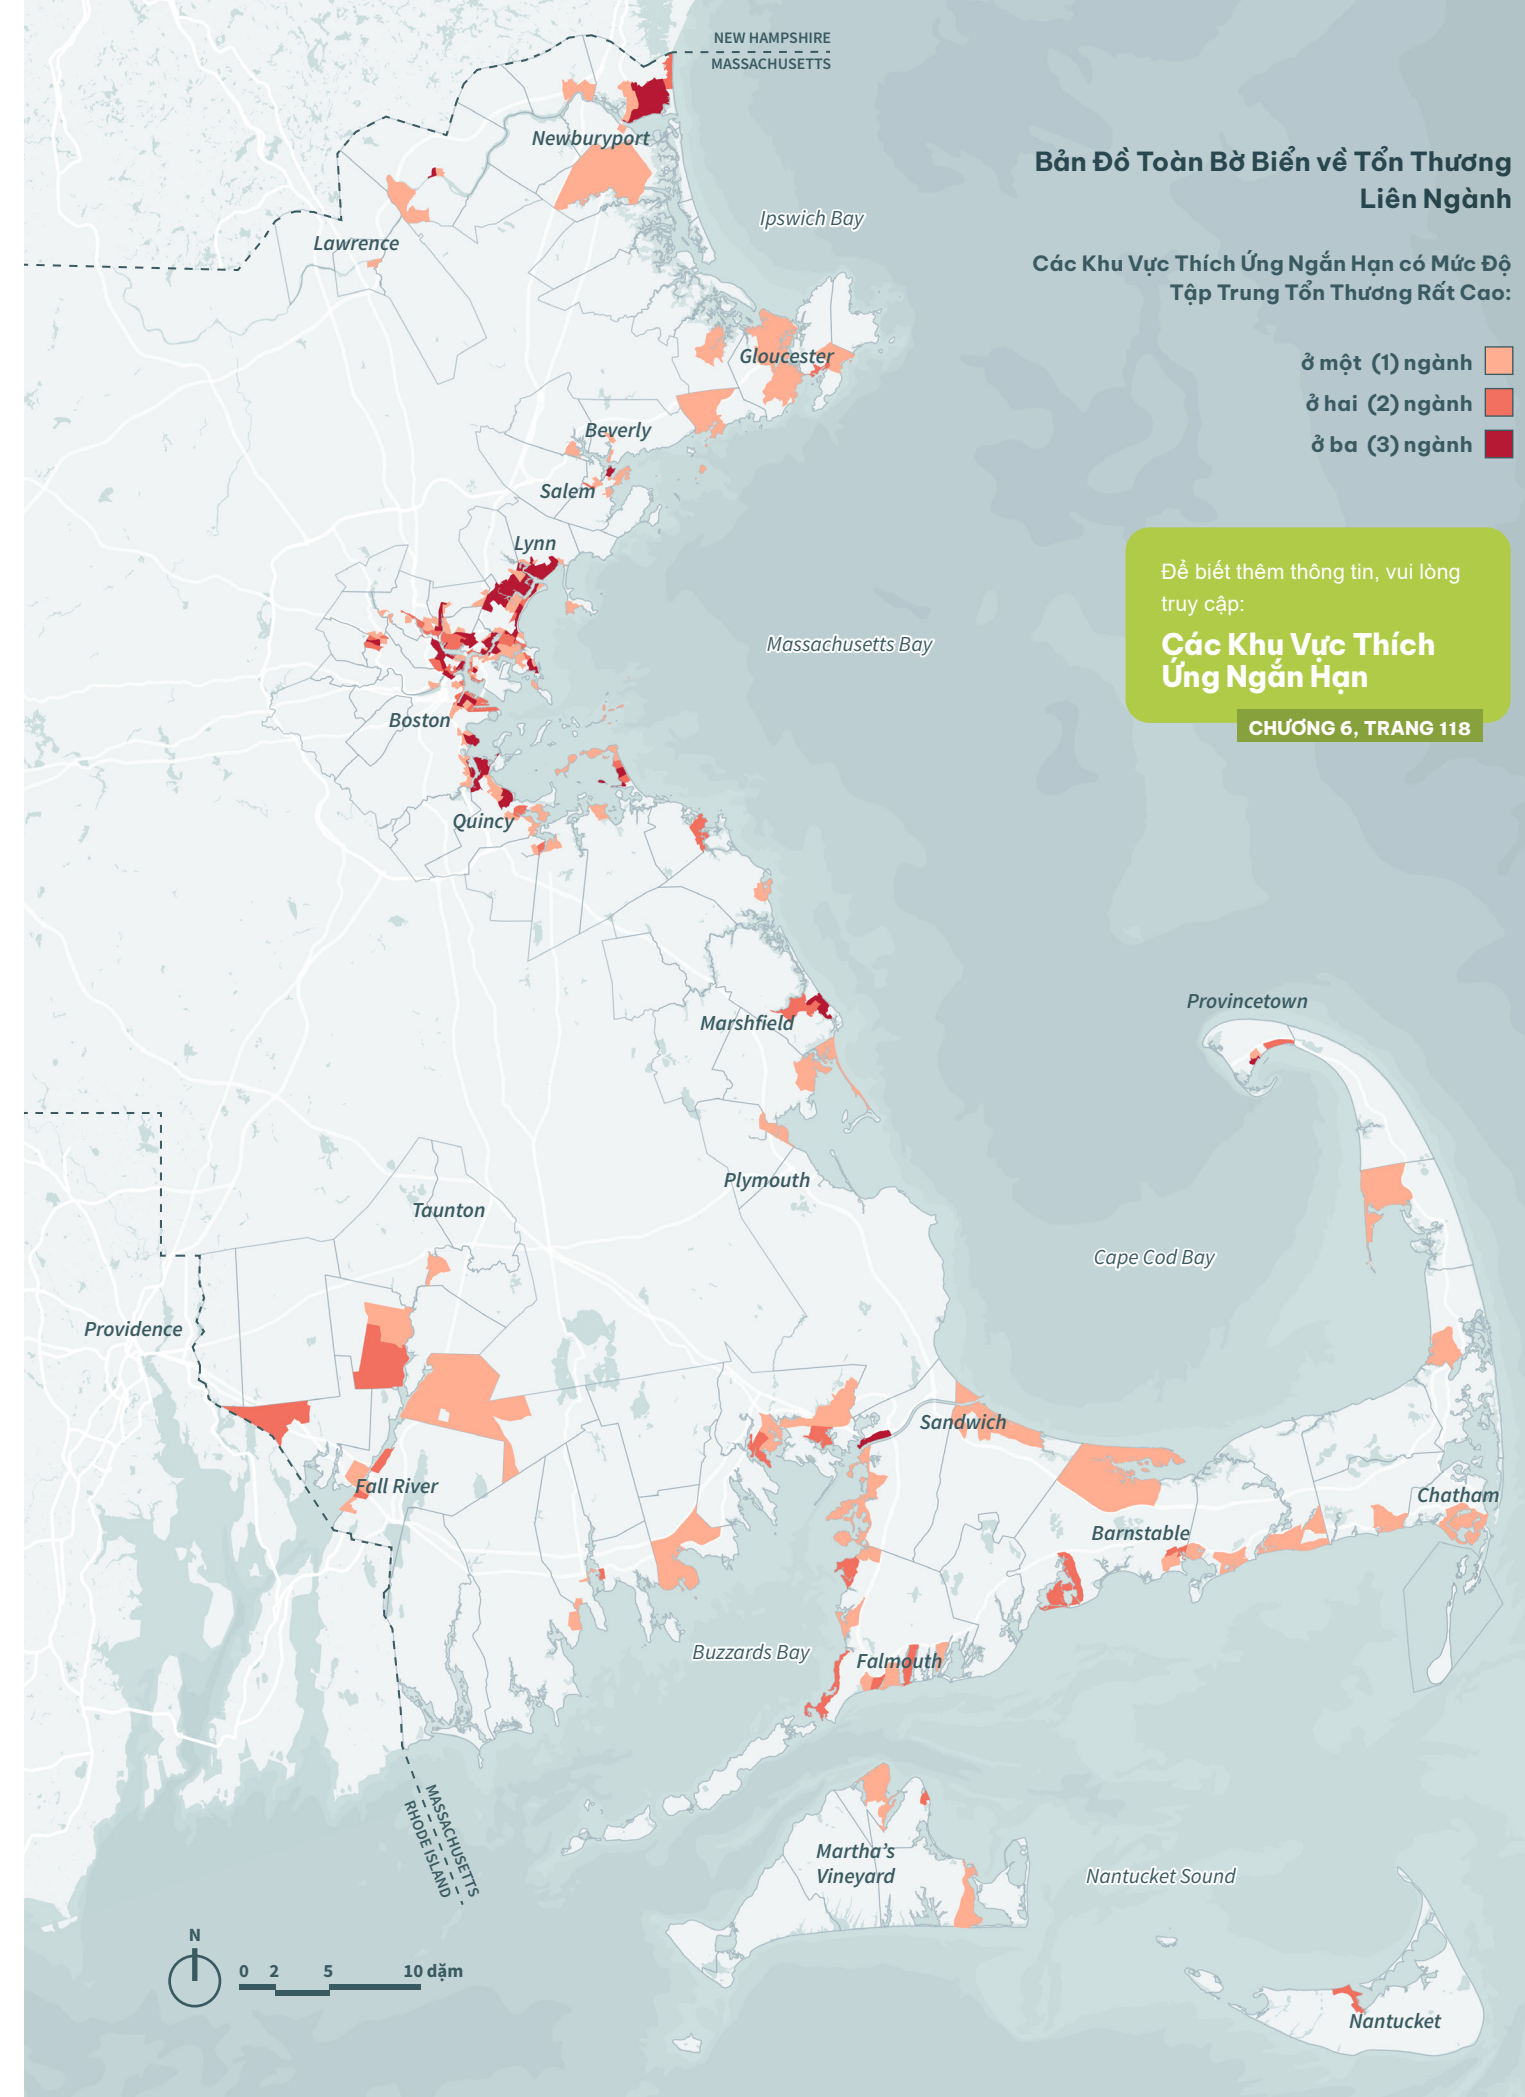 NEW HAMPSHIRE
MASSACHUSETTS
Bản Đồ Toàn Bờ Biển về Tổn Thương
Liên Ngành
Các Khu Vực Thích Ứng Ngắn Hạn có Mức Độ
Tập Trung Tổn Thương Rất Cao:
ở một (1) ngành
ở hai (2) ngành
ở ba (3) ngành
Để biết thêm thông tin, vui lòng
truy cập:
Các Khu Vực Thích
Ứng Ngắn Hạn
CHƯƠNG 6, TRANG 118
Newburyport
Ipswich Bay
Lawrence
Gloucester
Beverly
Salem
Lynn
Massachusetts Bay
Boston
Quincy
Provincetown
Marshfield
Plymouth
Taunton
Cape Cod Bay
Providence
Sandwich
Fall River
Chatham
Barnstable
Buzzards Bay
Falmouth
MASSACHUSETTS
RHODE ISLAND
Martha's
Vineyard
Nantucket Sound
Nantucket
N
0 2 5 10 dặm